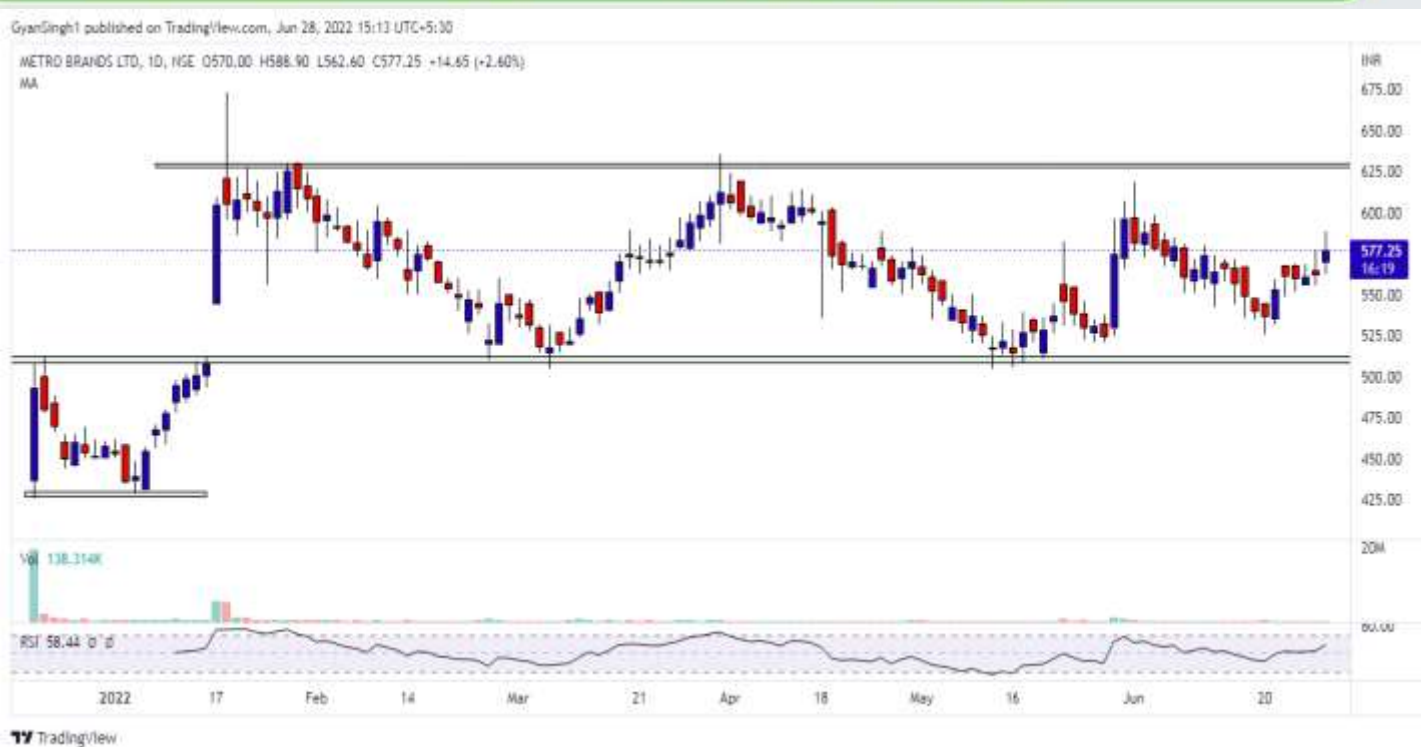 GyanSingh1 published on TradingView.com, Jun 28, 2022 15:13 UTC+5:30
METRO BRANDS LTD, 1D, NSE O570.00 H588.90 L562.60 C577.25 +14.65 (+2.60%)
MA
INR
675.00
650.00
625.00
600.00
577.25
16:19
550.00
525.00
500.00
475.00
450.00
425.00
Vol 138.314K
20M
RSI 58.44 ø ø
80.00
2022 17 Feb 14 Mar 21 Apr 18 May 16 Jun 20
TradingView